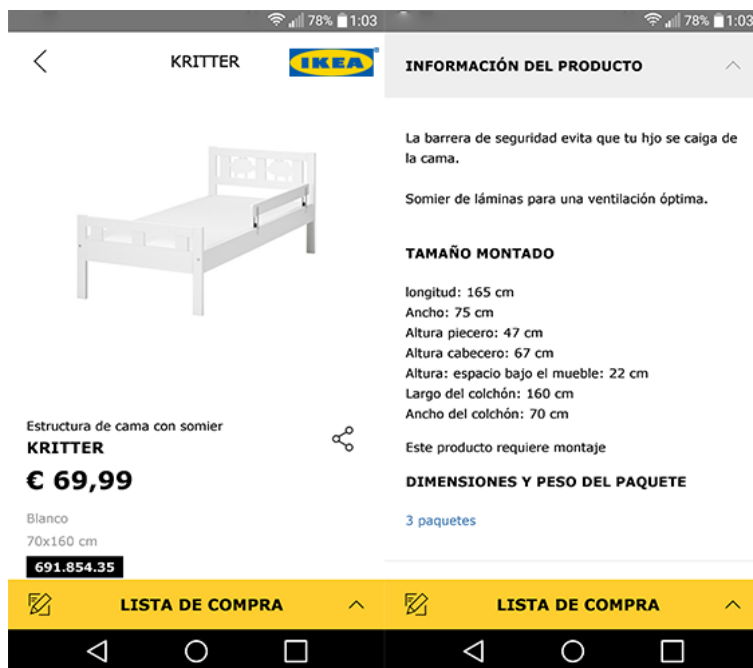 78% 1:03
KRITTER
IKEA
Estructura de cama con somier
KRITTER
€ 69,99
Blanco
70x160 cm
691.854.35
LISTA DE COMPRA
78% 1:03
INFORMACIÓN DEL PRODUCTO
La barrera de seguridad evita que tu hjo se caiga de
la cama.
Somier de láminas para una ventilación óptima.
TAMAÑO MONTADO
longitud: 165 cm
Ancho: 75 cm
Altura piecero: 47 cm
Altura cabecero: 67 cm
Altura: espacio bajo el mueble: 22 cm
Largo del colchón: 160 cm
Ancho del colchón: 70 cm
Este producto requiere montaje
DIMENSIONES Y PESO DEL PAQUETE
3 paquetes
LISTA DE COMPRA